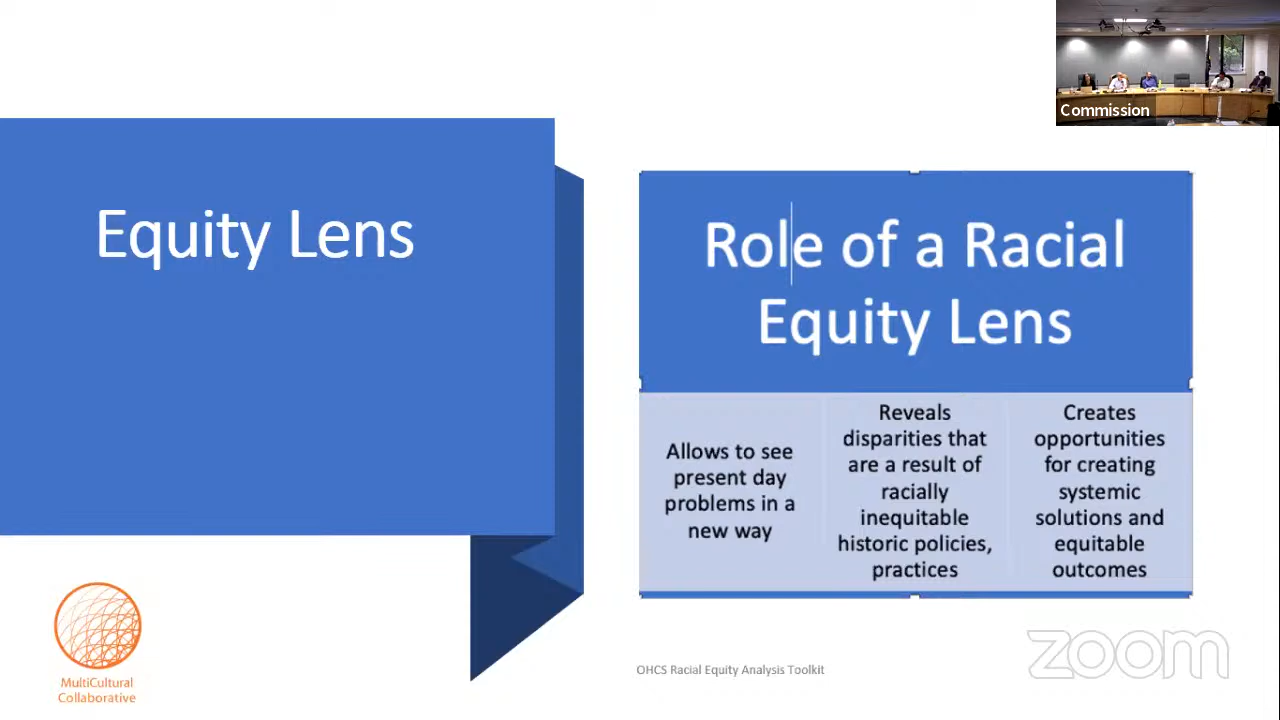 Commission
Equity Lens
Role of a Racial
Equity Lens
Allows to see
present day
problems in a
new way
Reveals
disparities that
are a result of
racially
inequitable
historic policies,
practices
Creates
opportunities
for creating
systemic
solutions and
equitable
outcomes
MultiCultural
Collaborative
OHCS Racial Equity Analysis Toolkit
zoom